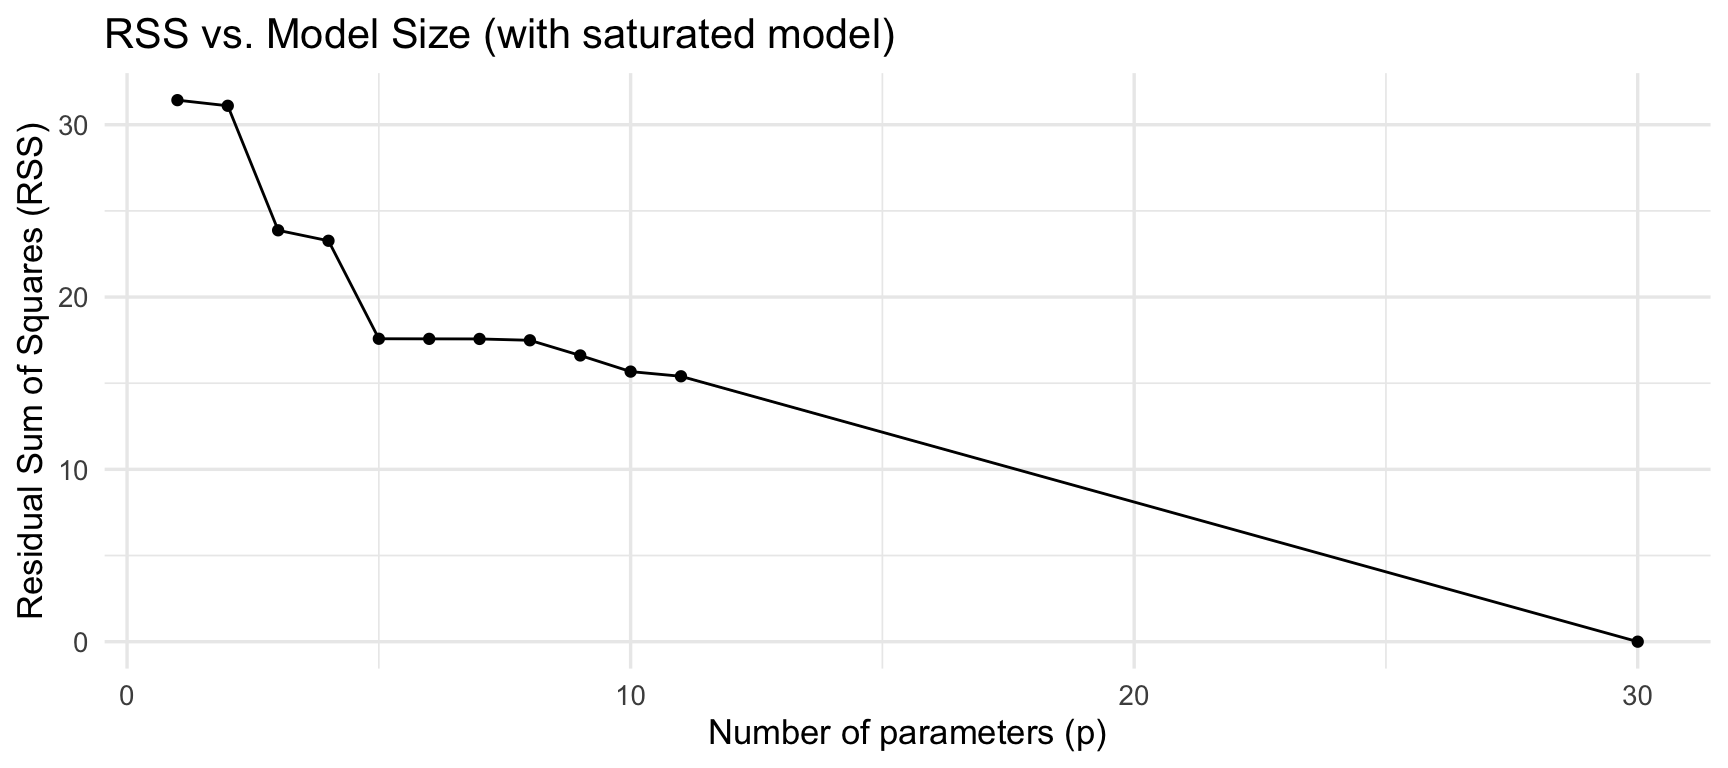 RSS vs. Model Size (with saturated model)
Residual Sum of Squares (RSS)
30
20
10
0
0 10 20 30
Number of parameters (p)